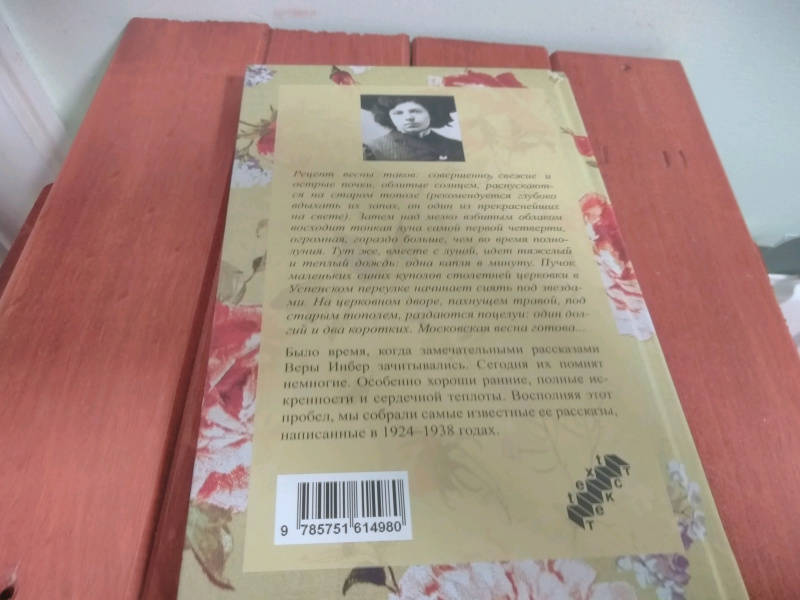 Рецепт весны таков: совершенно свежие и
острые почки, облитые солнцем, распускают-
ся на старом тополе (рекомендуется глубоко
вдыхать их запах, он один из прекраснейших
на свете). Затем над мелко взбитым облаком
восходит тонкая луна самой первой четверти,
огромная, гораздо больше, чем во время полно-
луния. Тут же, вместе с луной, идет тяжелый
и теплый дождь: одна капля в минуту. Пучок
маленьких синих куполов столетней церковки в
Успенском переулке начинает сиять под звезда-
ми. На церковном дворе, пахнущем травой, под
старым тополем, раздаются поцелуи: один дол-
гий и два коротких. Московская весна готова...
Было время, когда замечательными рассказами
Веры Инбер зачитывались. Сегодня их помнят
немногие. Особенно хороши ранние, полные ис-
кренности и сердечной теплоты. Восполняя этот
пробел, мы собрали самые известные ее рассказы,
написанные в 1924–1938 годах.
9 785751 614980
text
текст